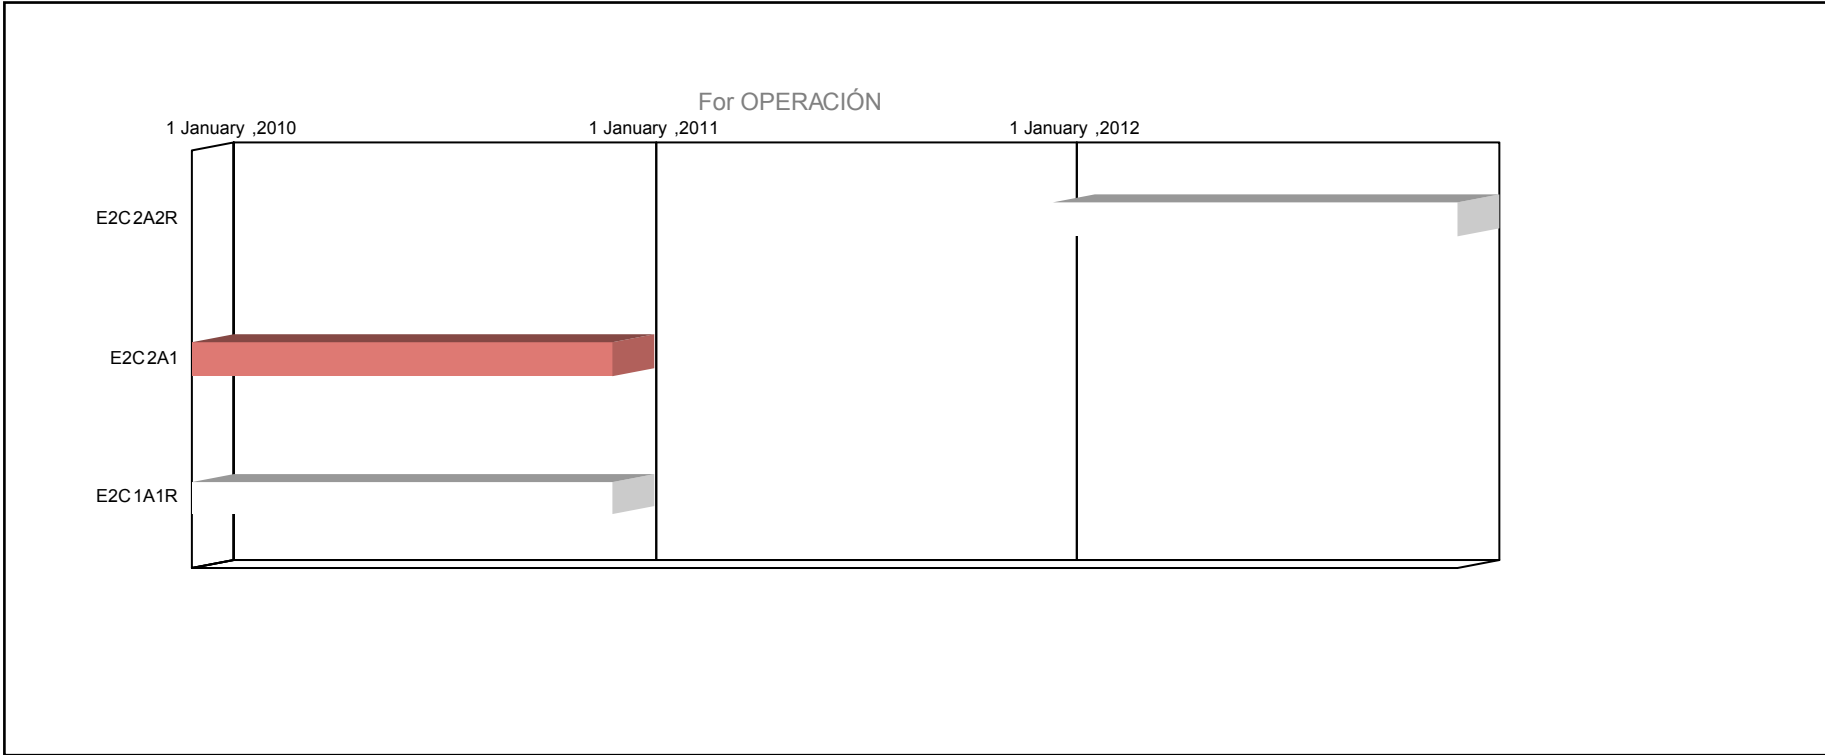 For OPERACIÓN
1 January ,2010
1 January ,2011
1 January ,2012
E2C2A2R
E2C2A1
E2C1A1R